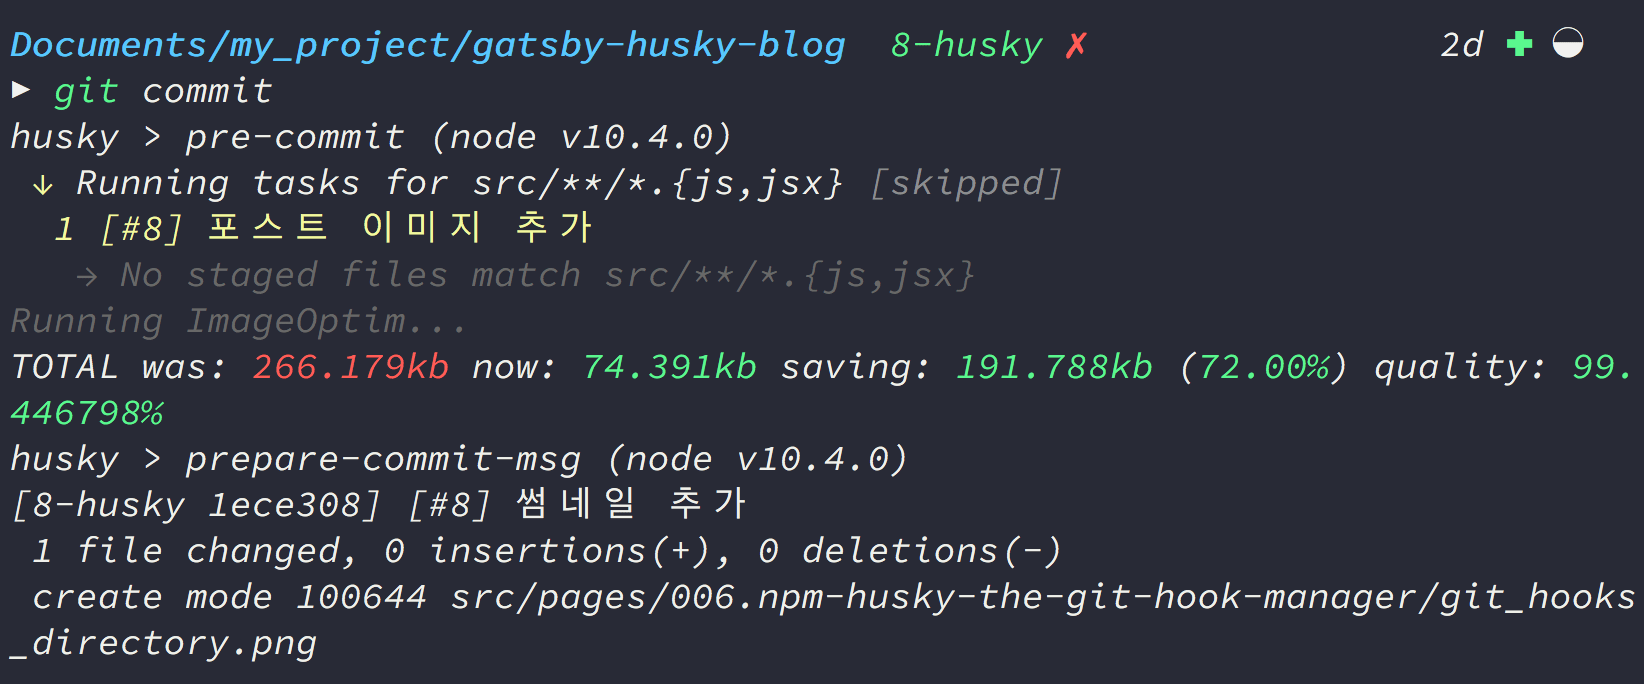 Documents/my_project/gatsby-husky-blog 8-husky ✗ 2d ✚
▶ git commit
husky > pre-commit (node v10.4.0)
↓ Running tasks for src/**/*.{js,jsx} [skipped]
1 [#8] 포스트 이미지 추가
→ No staged files match src/**/*.{js,jsx}
Running ImageOptim...
TOTAL was: 266.179kb now: 74.391kb saving: 191.788kb (72.00%) quality: 99.
446798%
husky > prepare-commit-msg (node v10.4.0)
[8-husky 1ece308] [#8] 썸네일 추가
1 file changed, 0 insertions(+), 0 deletions(-)
create mode 100644 src/pages/006.npm-husky-the-git-hook-manager/git_hooks
_directory.png